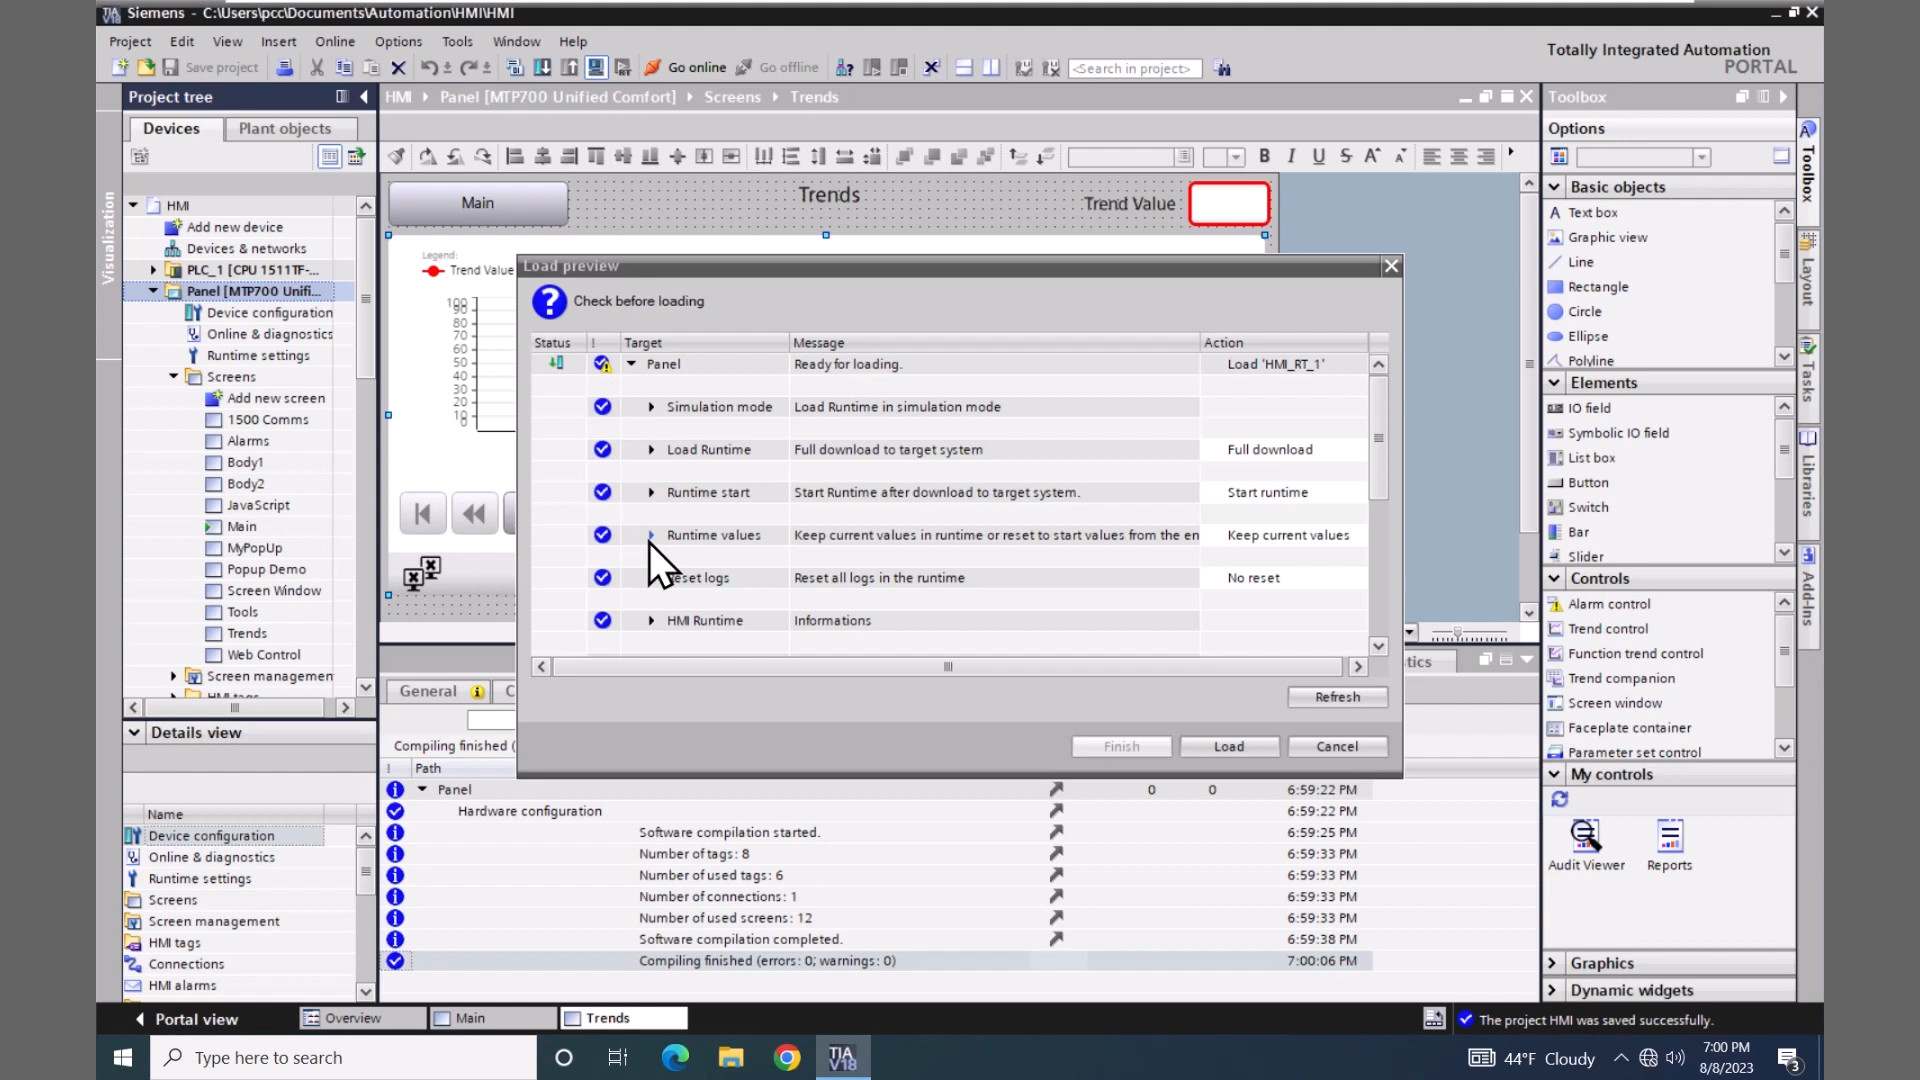 Siemens - C:\Users\pcc\Documents\Automation\HMI\HMI
Project Edit View Insert Online Options Tools Window Help
Totally Integrated Automation
PORTAL
Save project Go online Go offline <Search in project>
Project tree
HMI Panel [MTP700 Unified Comfort] Screens Trends
Toolbox
Devices Plant objects
Options
Visualization
HMI
Add new device
Devices & networks
PLC_1 [CPU 1511TF-...
Panel [MTP700 Unifi...
Device configuration
Online & diagnostics
Runtime settings
Screens
Add new screen
1500 Comms
Alarms
Body1
Body2
JavaScript
Main
MyPopUp
Popup Demo
Screen Window
Tools
Trends
Web Control
Screen managemen
HMI tags
Main
Trends
Trend Value
Legend:
Trend Value
100
90
80
70
60
50
40
30
20
10
0
Load preview
Check before loading
Status ! Target Message Action
Panel Ready for loading. Load 'HMI_RT_1'
Simulation mode Load Runtime in simulation mode
Load Runtime Full download to target system Full download
Runtime start Start Runtime after download to target system. Start runtime
Runtime values Keep current values in runtime or reset to start values from the en Keep current values
eset logs Reset all logs in the runtime No reset
HMI Runtime Informations
Refresh
Finish Load Cancel
tics
General C
Compiling finished (
! Path
Panel 0 0 6:59:22 PM
Hardware configuration 6:59:22 PM
Software compilation started. 6:59:25 PM
Number of tags: 8 6:59:33 PM
Number of used tags: 6 6:59:33 PM
Number of connections: 1 6:59:33 PM
Number of used screens: 12 6:59:33 PM
Software compilation completed. 6:59:38 PM
Compiling finished (errors: 0; warnings: 0) 7:00:06 PM
Details view
Name
Device configuration
Online & diagnostics
Runtime settings
Screens
Screen management
HMI tags
Connections
HMI alarms
Basic objects
Text box
Graphic view
Line
Rectangle
Circle
Ellipse
Polyline
Elements
IO field
Symbolic IO field
List box
Button
Switch
Bar
Slider
Controls
Alarm control
Trend control
Function trend control
Trend companion
Screen window
Faceplate container
Parameter set control
My controls
Audit Viewer Reports
Graphics
Dynamic widgets
Toolbox
Layout
Tasks
Libraries
Add-Ins
Portal view Overview Main Trends The project HMI was saved successfully.
Type here to search
TIA
V18
44°F Cloudy
7:00 PM
8/8/2023
3